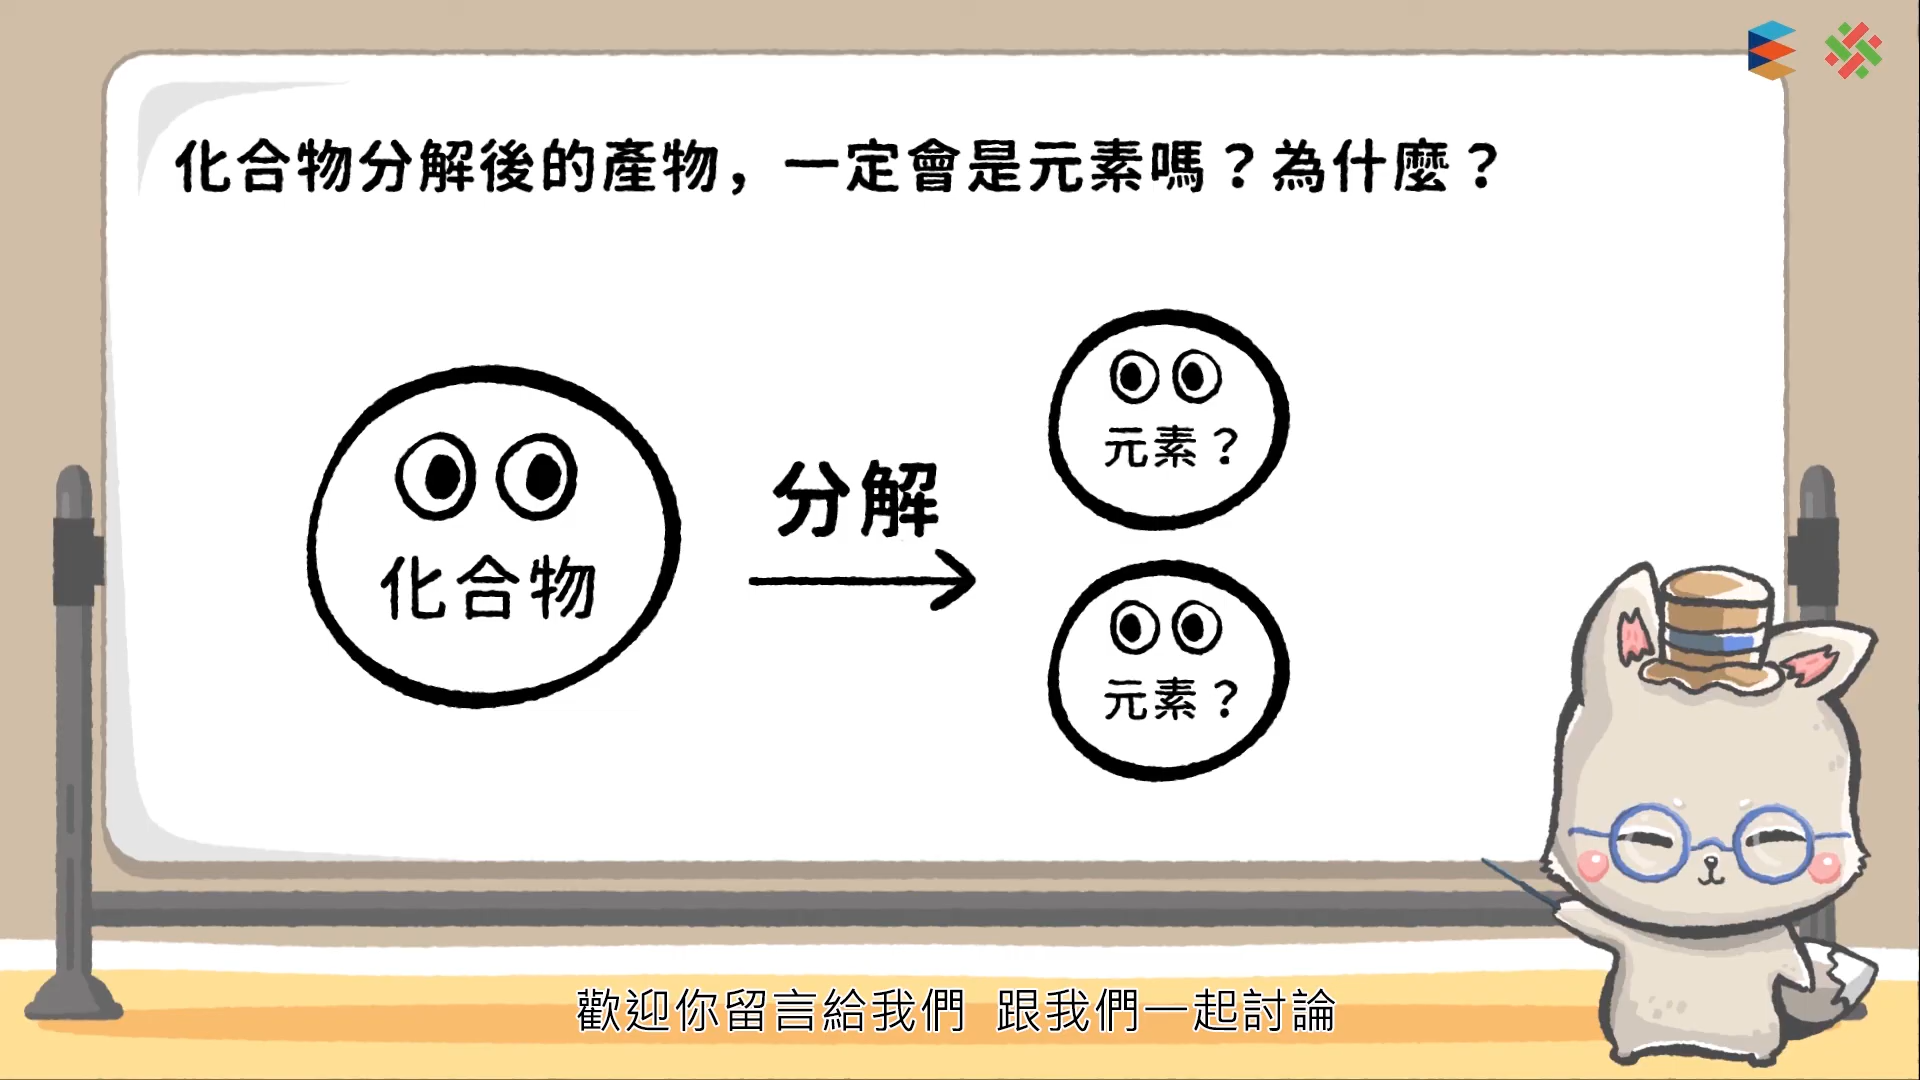 化合物分解後的產物，一定會是元素嗎？為什麼？
元素？
分解
化合物
元素？
歡迎你留言給我們 跟我們一起討論